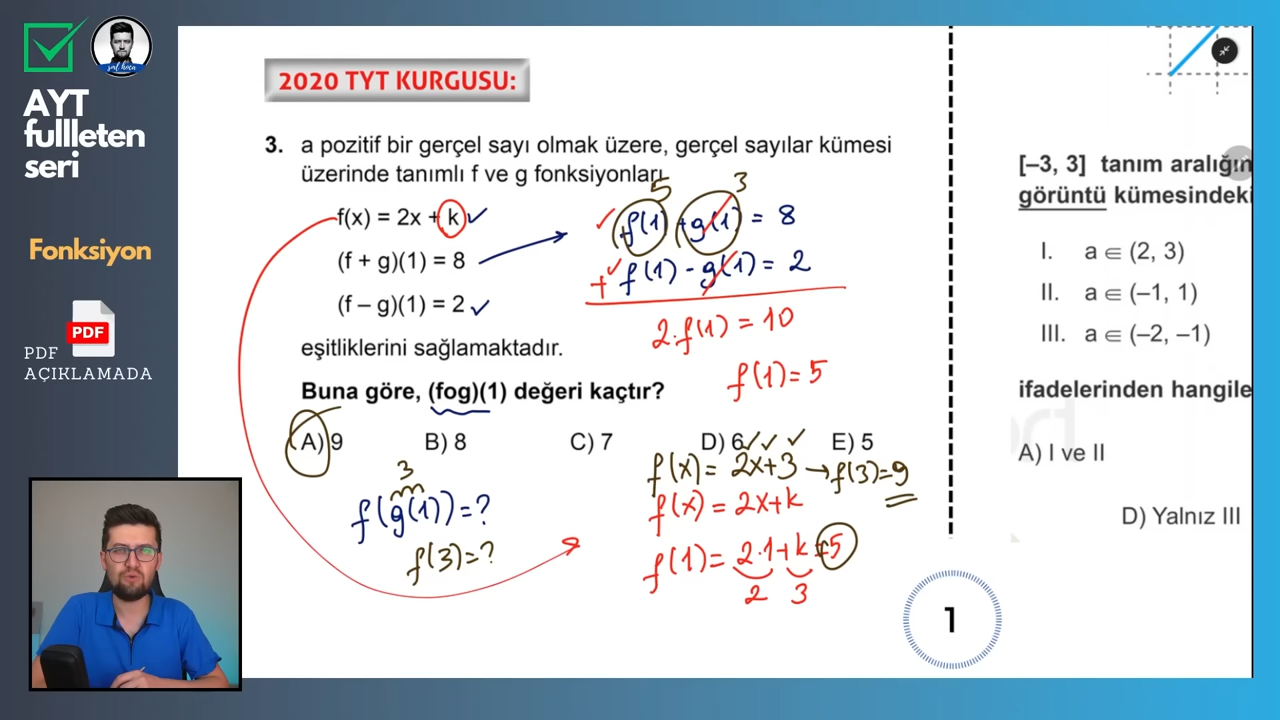 AYT
fullleten
seri
Fonksiyon
PDF
PDF
AÇIKLAMADA
2020 TYT KURGUSU:
3. a pozitif bir gerçel sayı olmak üzere, gerçel sayılar kümesi
üzerinde tanımlı f ve g fonksiyonları
f(x) = 2x + k
(f + g)(1) = 8
(f – g)(1) = 2
eşitliklerini sağlamaktadır.
Buna göre, (fog)(1) değeri kaçtır?
A) 9 B) 8 C) 7 D) 6 E) 5
5 3
f(1) + g(1) = 8
+ f(1) - g(1) = 2
2.f(1) = 10
f(1) = 5
3
f(g(1)) = ?
f(3) = ?
f(x) = 2x+3 → f(3)=9
f(x) = 2x+k
f(1) = 2.1+k = 5
2 3
1
[–3, 3] tanım aralığın
görüntü kümesindeki
I. a ∈ (2, 3)
II. a ∈ (–1, 1)
III. a ∈ (–2, –1)
ifadelerinden hangile
A) I ve II
D) Yalnız III